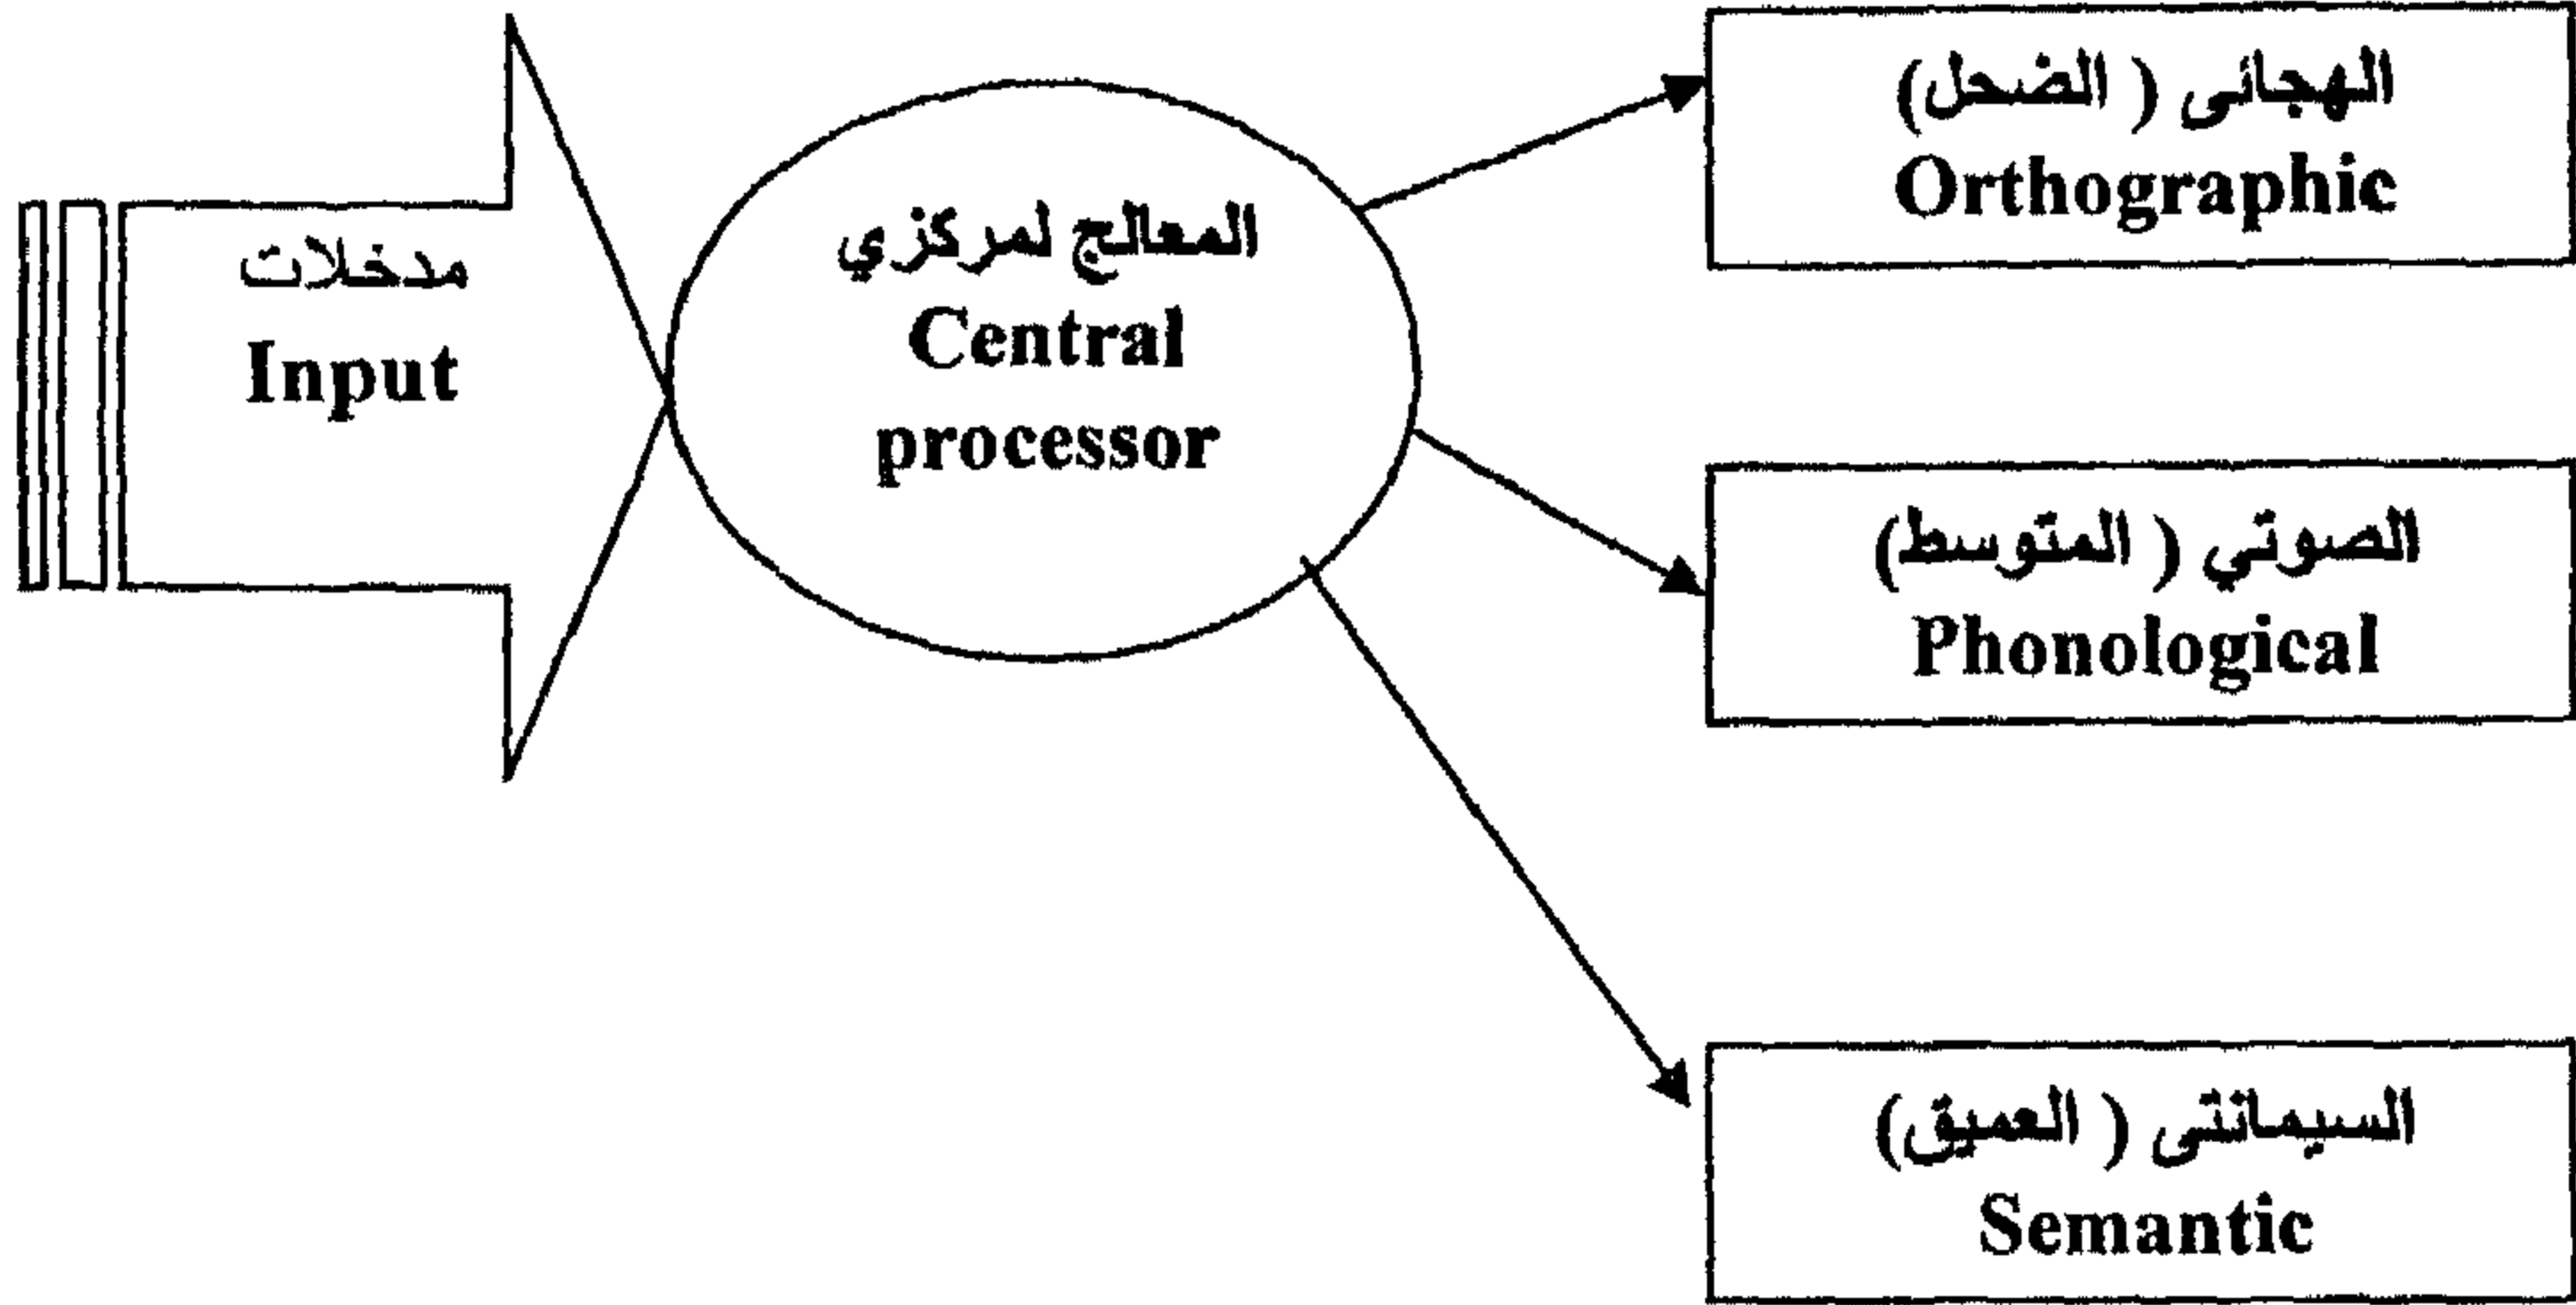 مدخلات
Input
المعالج لمركزي
Central
processor
الهجائى ( الضحل)
Orthographic
الصوتي ( المتوسط)
Phonological
السيمانتى ( العميق)
Semantic